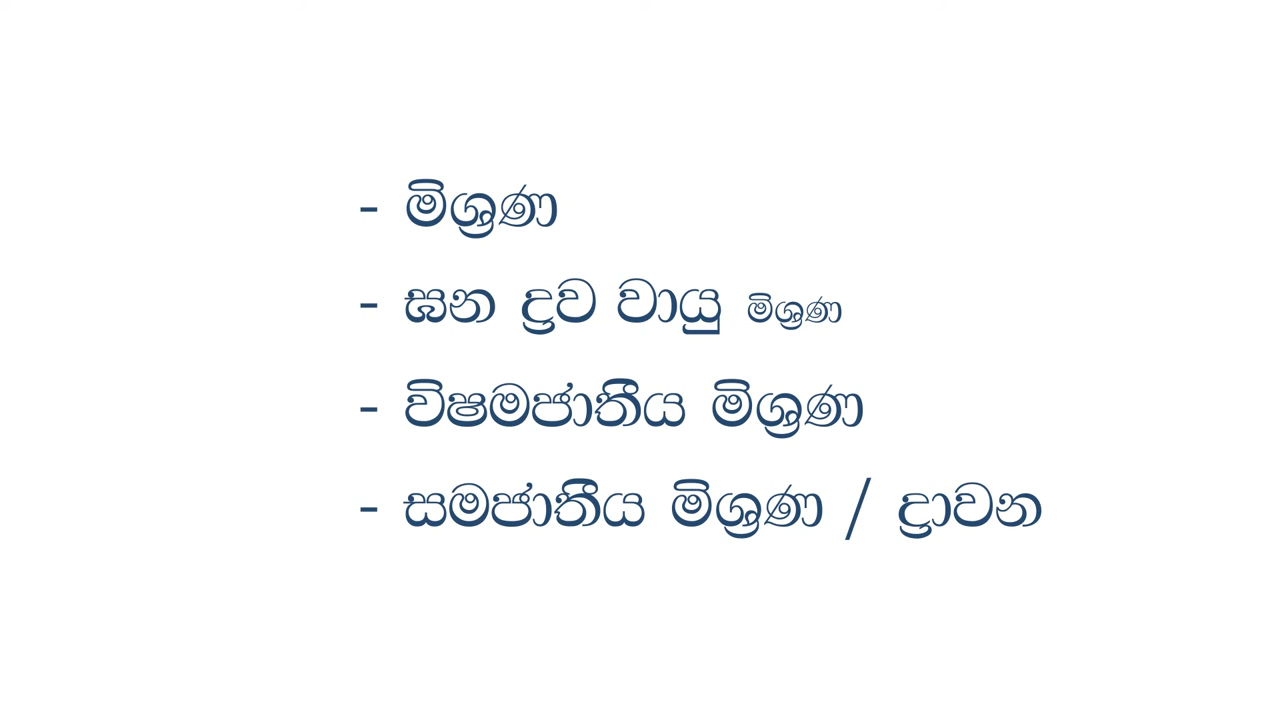 - මිශ්‍රණ
- ඝන ද්‍රව වායු මිශ්‍රණ
- විෂමජාතීය මිශ්‍රණ
- සමජාතීය මිශ්‍රණ / ද්‍රාවන